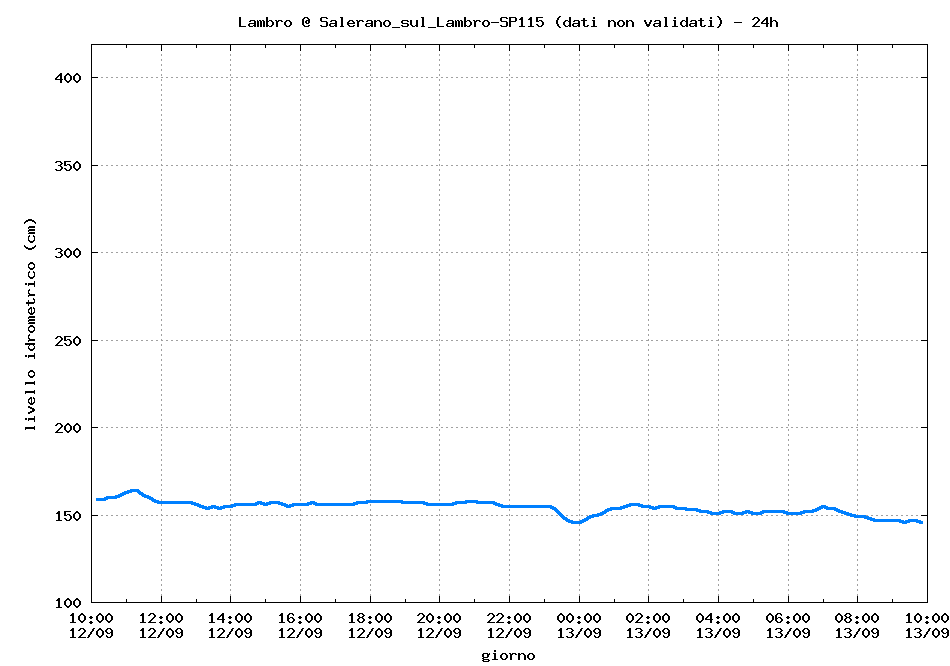 Lambro @ Salerano_sul_Lambro-SP115 (dati non validati) - 24h
livello idrometrico (cm)
400
350
300
250
200
150
100
10:00 12:00 14:00 16:00 18:00 20:00 22:00 00:00 02:00 04:00 06:00 08:00 10:00
12/09 12/09 12/09 12/09 12/09 12/09 12/09 13/09 13/09 13/09 13/09 13/09 13/09
giorno